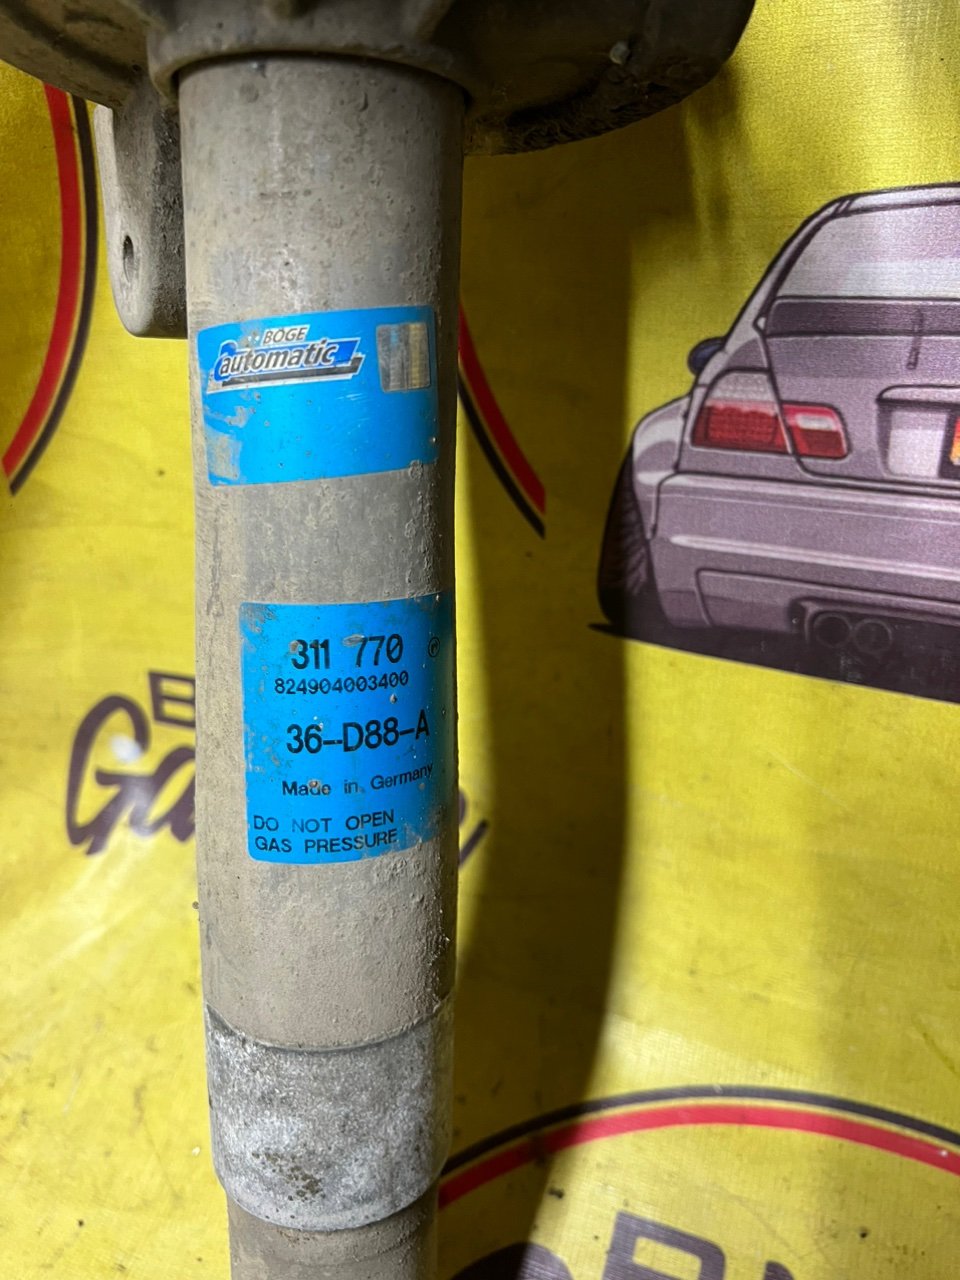 BOGE
automatic
311 770
824904003400
36-D88-A
Made in Germany
DO NOT OPEN
GAS PRESSURE